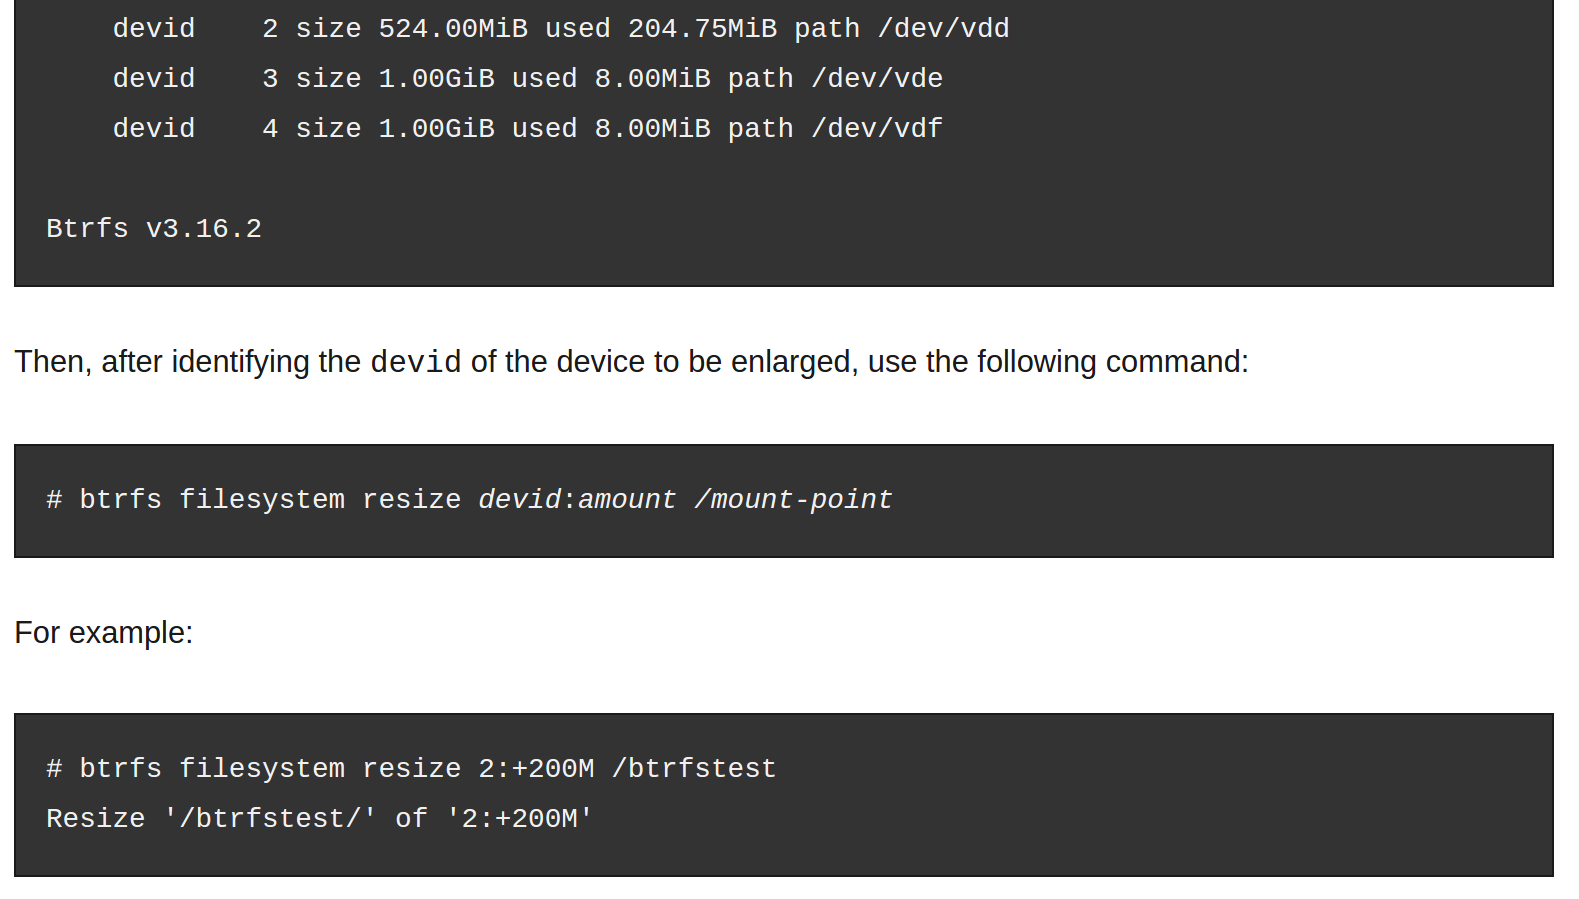 devid    2 size 524.00MiB used 204.75MiB path /dev/vdd
devid    3 size 1.00GiB used 8.00MiB path /dev/vde
devid    4 size 1.00GiB used 8.00MiB path /dev/vdf
Btrfs v3.16.2
Then, after identifying the devid of the device to be enlarged, use the following command:
# btrfs filesystem resize devid:amount /mount-point
For example:
# btrfs filesystem resize 2:+200M /btrfstest
Resize '/btrfstest/' of '2:+200M'